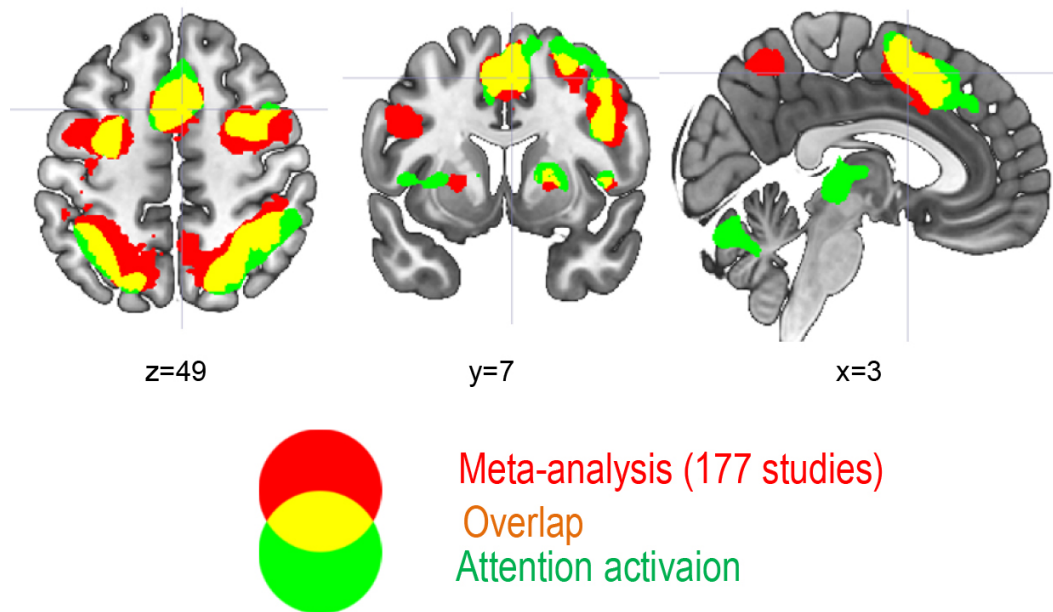 z=49
y=7
x=3
Meta-analysis (177 studies)
Overlap
Attention activaion